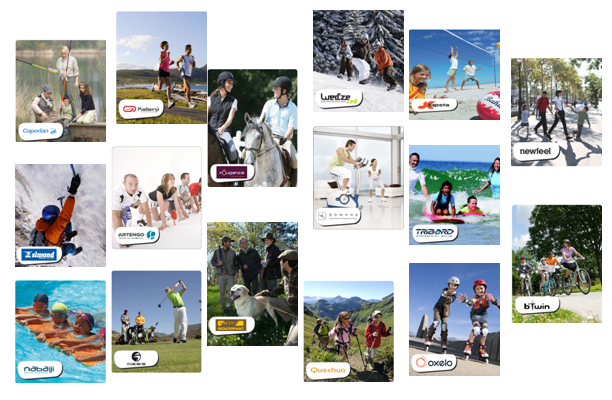 Caperlan
Kalenji
fouganza
Wed'ze
Kipsta
newfeel
simond
ARTENGO
DOMYOS
TRIBORD
b'Twin
nabaiji
inesis
Quechua
oxelo